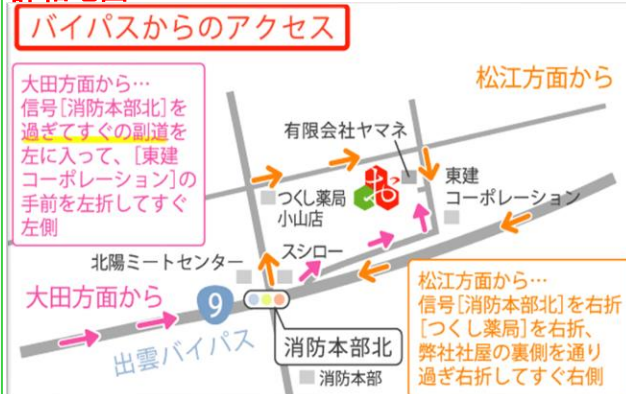 バイパスからのアクセス
大田方面から…
信号[消防本部北]を
過ぎてすぐの副道を
左に入って、[東建
コーポレーション]の
手前を左折してすぐ
左側
松江方面から
有限会社ヤマネ
お
東建
コーポレーション
つくし薬局
小山店
スシロー
北陽ミートセンター
大田方面から
9
出雲バイパス
消防本部北
消防本部
松江方面から…
信号[消防本部北]を右折
[つくし薬局]を右折、
弊社社屋の裏側を通り
過ぎ右折してすぐ右側